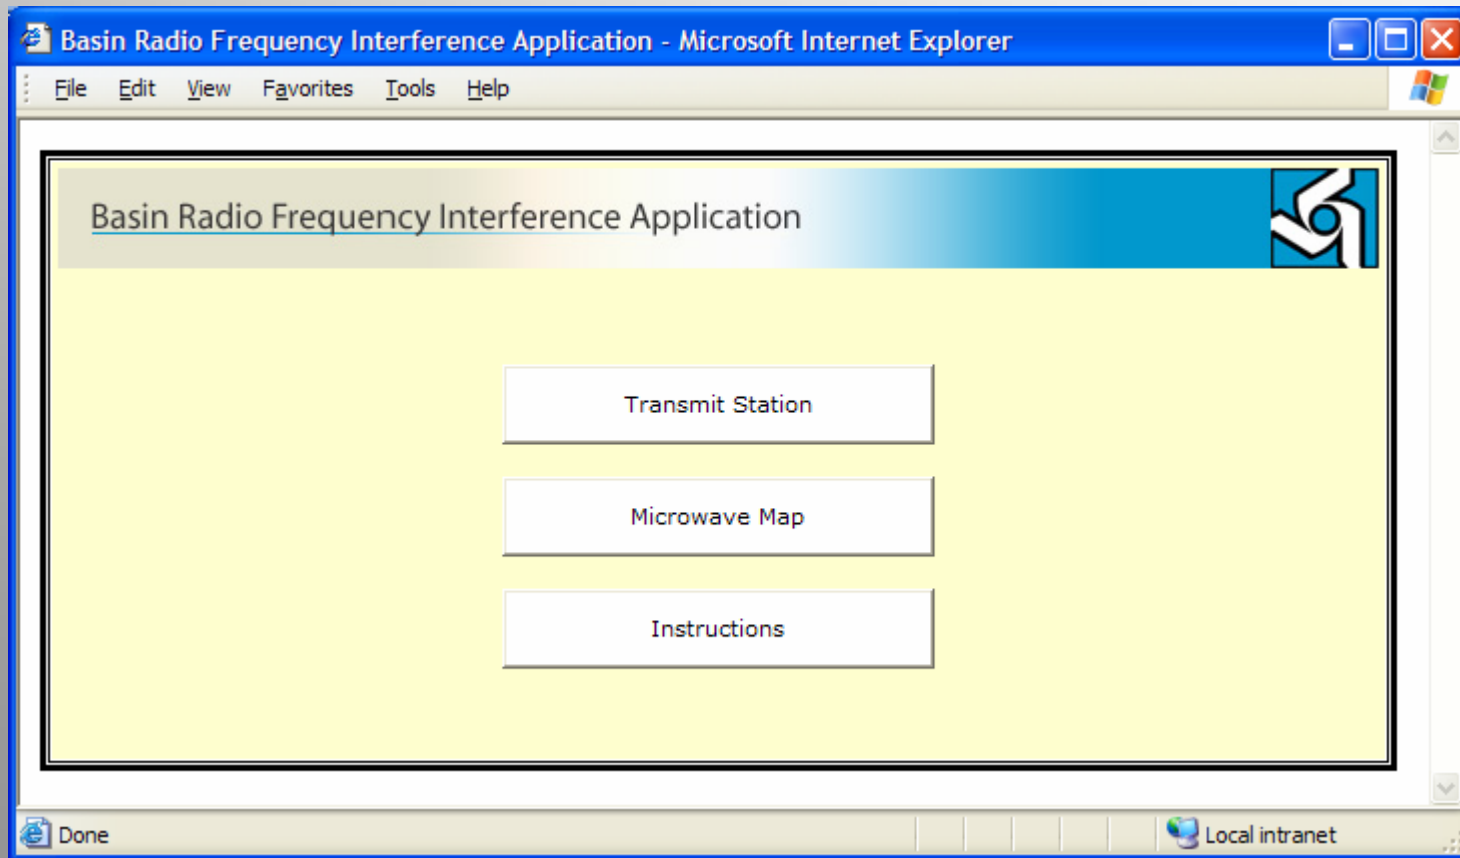 Basin Radio Frequency Interference Application - Microsoft Internet Explorer
File Edit View Favorites Tools Help
Basin Radio Frequency Interference Application
Transmit Station
Microwave Map
Instructions
Done Local intranet